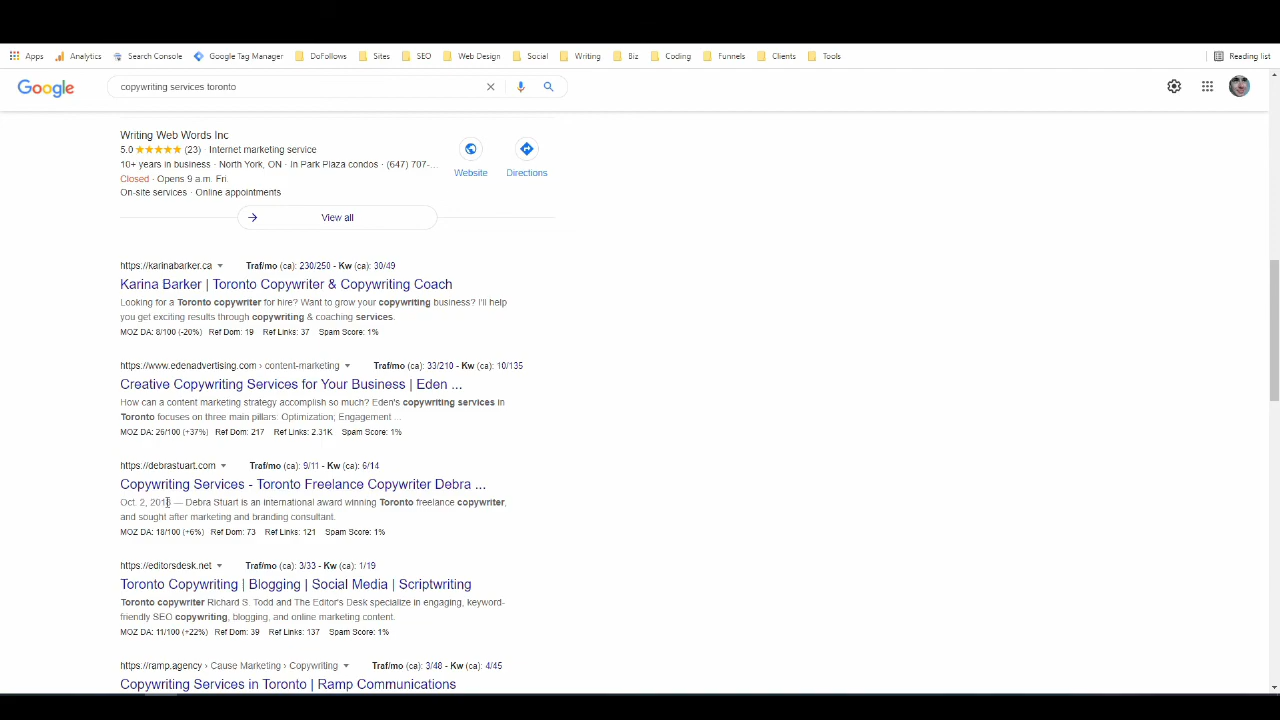 Apps Analytics Search Console Google Tag Manager DoFollows Sites SEO Web Design Social Writing Biz Coding Funnels Clients Tools Reading list
Google copywriting services toronto
Writing Web Words Inc
5.0 ★★★★★ (23) · Internet marketing service
10+ years in business · North York, ON · In Park Plaza condos · (647) 707-...
Closed · Opens 9 a.m. Fri.
On-site services · Online appointments
Website Directions
View all
https://karinabarker.ca Traf/mo (ca): 230/250 - Kw (ca): 30/49
Karina Barker | Toronto Copywriter & Copywriting Coach
Looking for a Toronto copywriter for hire? Want to grow your copywriting business? I'll help
you get exciting results through copywriting & coaching services.
MOZ DA: 8/100 (-20%) Ref Dom: 19 Ref Links: 37 Spam Score: 1%
https://www.edenadvertising.com › content-marketing Traf/mo (ca): 33/210 - Kw (ca): 10/135
Creative Copywriting Services for Your Business | Eden ...
How can a content marketing strategy accomplish so much? Eden's copywriting services in
Toronto focuses on three main pillars: Optimization; Engagement ...
MOZ DA: 26/100 (+37%) Ref Dom: 217 Ref Links: 2.31K Spam Score: 1%
https://debrastuart.com Traf/mo (ca): 9/11 - Kw (ca): 6/14
Copywriting Services - Toronto Freelance Copywriter Debra ...
Oct. 2, — Debra Stuart is an international award winning Toronto freelance copywriter,
and sought after marketing and branding consultant.
MOZ DA: 18/100 (+6%) Ref Dom: 73 Ref Links: 121 Spam Score: 1%
https://editorsdesk.net Traf/mo (ca): 3/33 - Kw (ca): 1/19
Toronto Copywriting | Blogging | Social Media | Scriptwriting
Toronto copywriter Richard S. Todd and The Editor's Desk specialize in engaging, keyword-
friendly SEO copywriting, blogging, and online marketing content.
MOZ DA: 11/100 (+22%) Ref Dom: 39 Ref Links: 137 Spam Score: 1%
https://ramp.agency › Cause Marketing › Copywriting Traf/mo (ca): 3/48 - Kw (ca): 4/45
Copywriting Services in Toronto | Ramp Communications